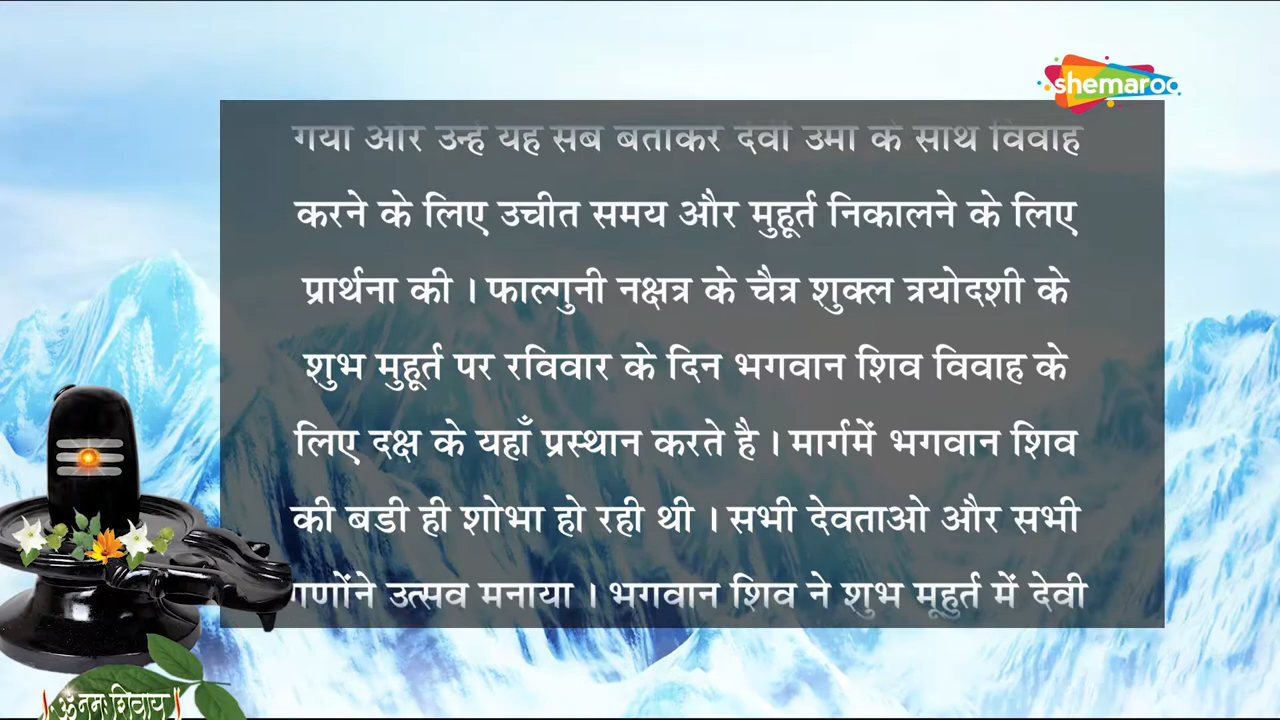 shemaroo
गया और उन्हें यह सब बताकर देवी उमा के साथ विवाह
करने के लिए उचीत समय और मुहूर्त निकालने के लिए
प्रार्थना की । फाल्गुनी नक्षत्र के चैत्र शुक्ल त्रयोदशी के
शुभ मुहूर्त पर रविवार के दिन भगवान शिव विवाह के
लिए दक्ष के यहाँ प्रस्थान करते है । मार्गमें भगवान शिव
की बडी ही शोभा हो रही थी । सभी देवताओ और सभी
गणोंने उत्सव मनाया । भगवान शिव ने शुभ मूहुर्त में देवी
ॐ नमः शिवाय